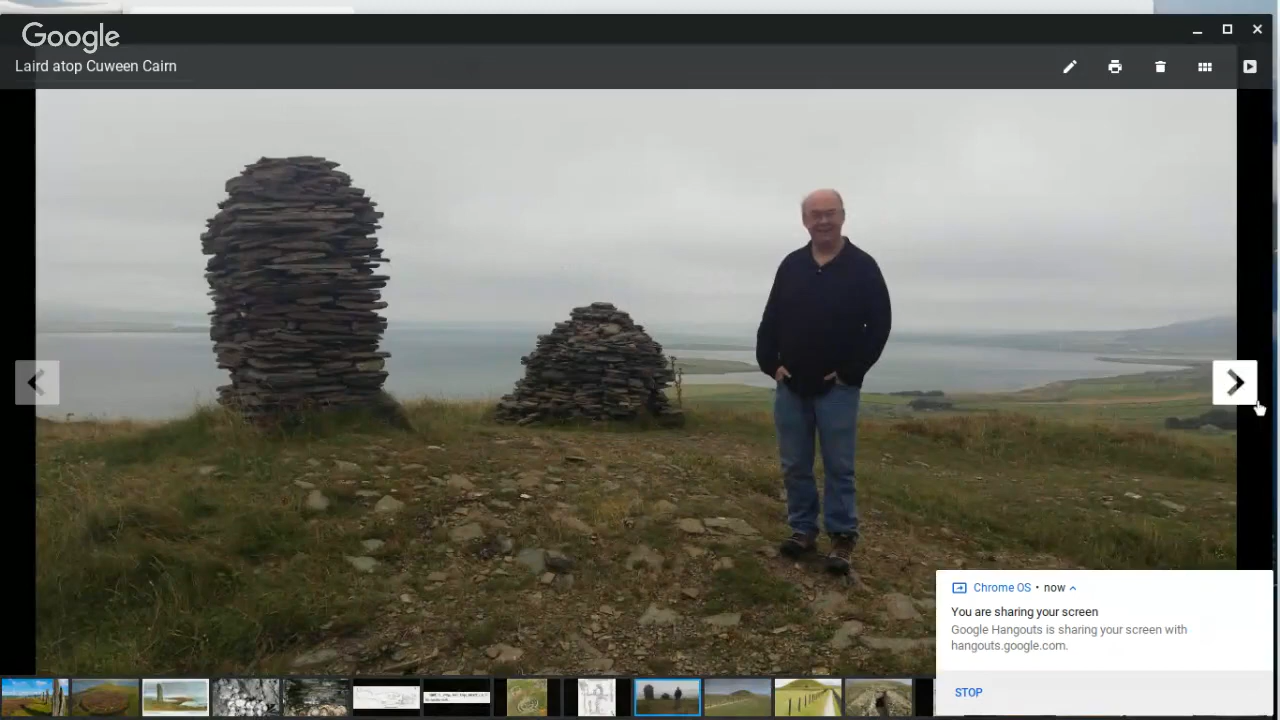 Google
Laird atop Cuween Cairn
Chrome OS • now
You are sharing your screen
Google Hangouts is sharing your screen with
hangouts.google.com.
STOP